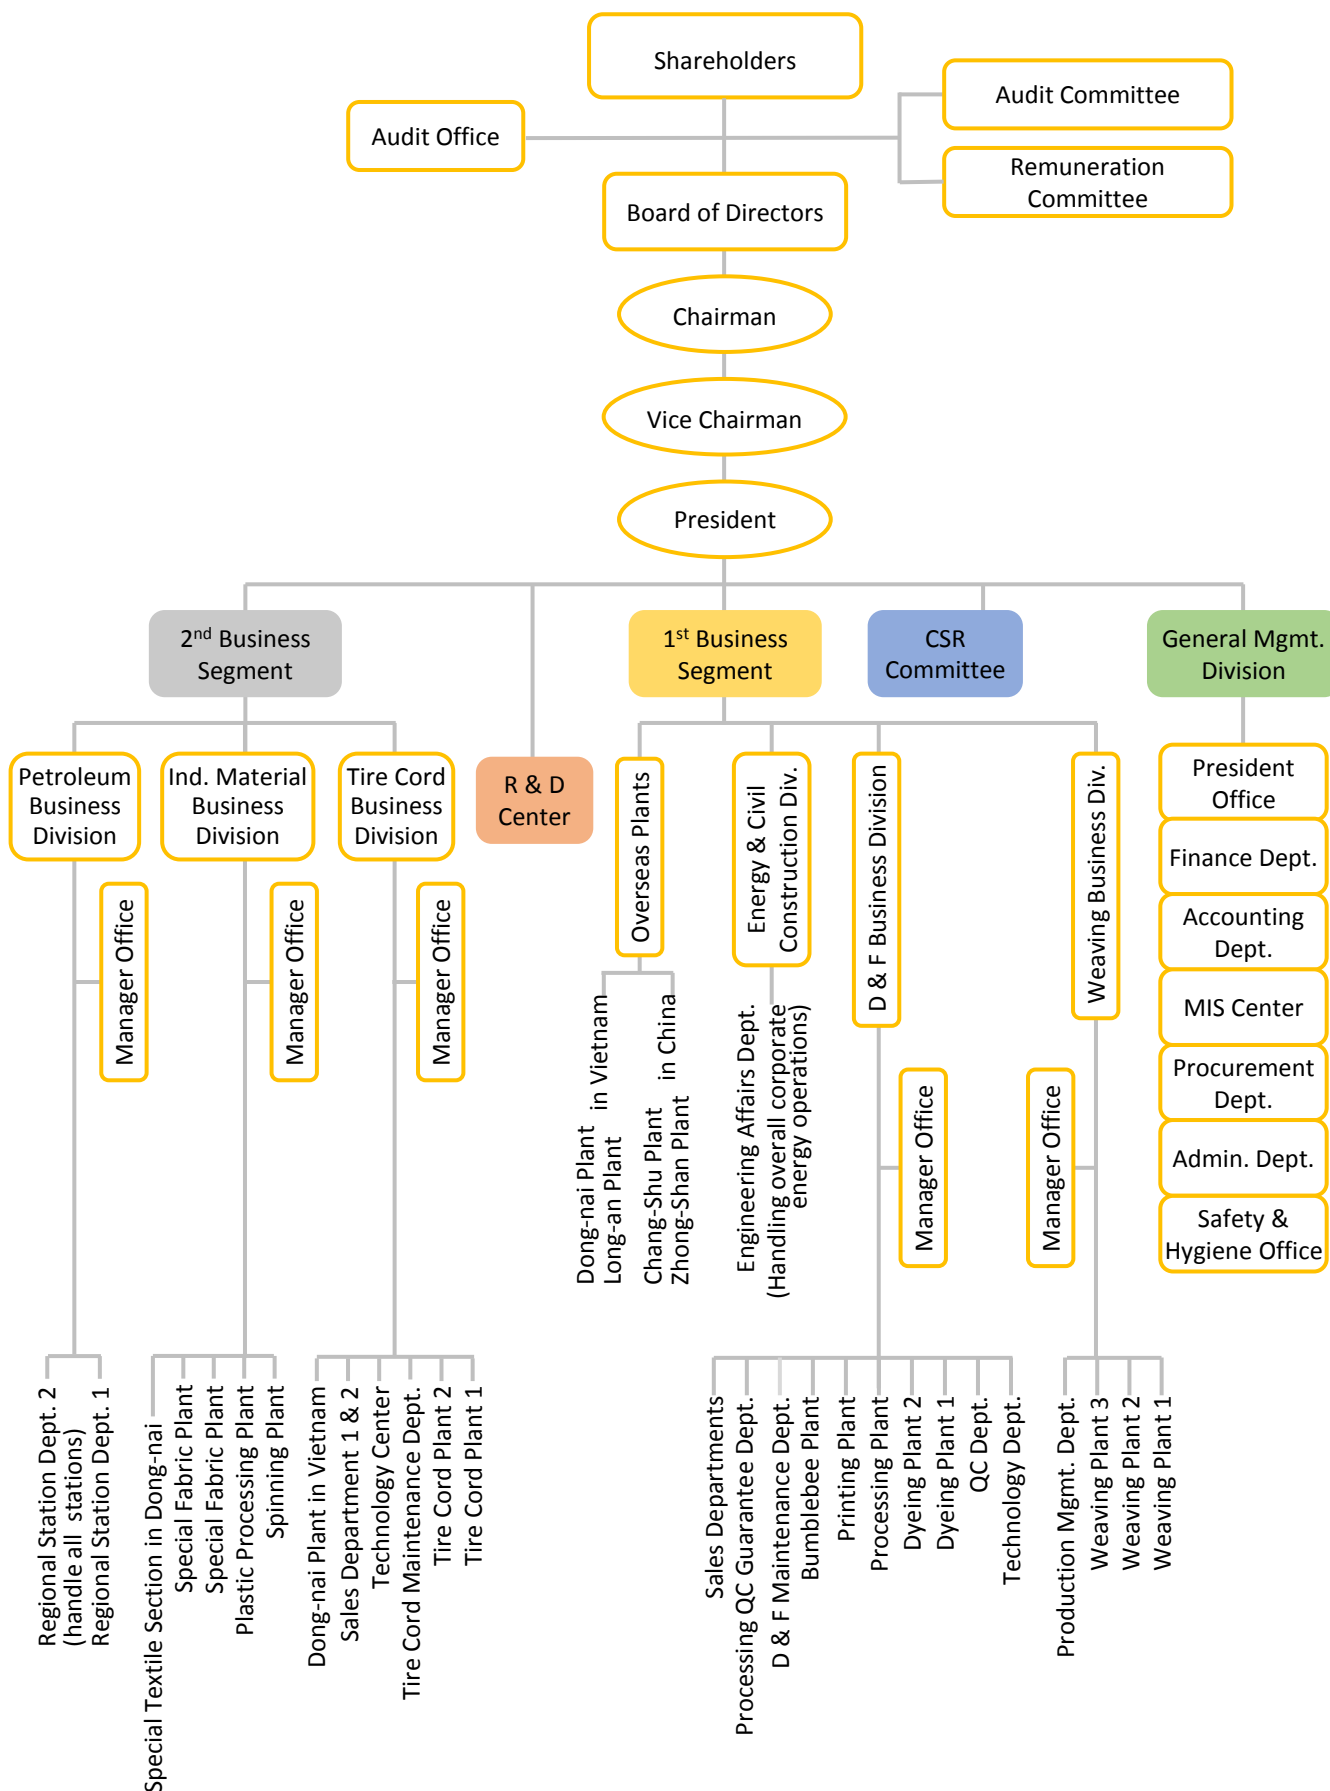 Shareholders
Audit Office
Audit Committee
Remuneration
Committee
Board of Directors
Chairman
Vice Chairman
President
2nd Business
Segment
1st Business
Segment
CSR
Committee
General Mgmt.
Division
Petroleum
Business
Division
Ind. Material
Business
Division
Tire Cord
Business
Division
R & D
Center
Overseas Plants
Energy & Civil
Construction Div.
D & F Business Division
Weaving Business Div.
President
Office
Finance Dept.
Accounting
Dept.
MIS Center
Procurement
Dept.
Admin. Dept.
Safety &
Hygiene Office
Manager Office
Manager Office
Manager Office
Dong-nai Plant in Vietnam
Long-an Plant
Chang-Shu Plant in China
Zhong-Shan Plant
Engineering Affairs Dept.
(Handling overall corporate
energy operations)
Manager Office
Manager Office
Regional Station Dept. 2
(handle all stations)
Regional Station Dept. 1
Special Textile Section in Dong-nai
Special Fabric Plant
Special Fabric Plant
Plastic Processing Plant
Spinning Plant
Dong-nai Plant in Vietnam
Sales Department 1 & 2
Technology Center
Tire Cord Maintenance Dept.
Tire Cord Plant 2
Tire Cord Plant 1
Sales Departments
Processing QC Guarantee Dept.
D & F Maintenance Dept.
Bumblebee Plant
Printing Plant
Processing Plant
Dyeing Plant 2
Dyeing Plant 1
QC Dept.
Technology Dept.
Production Mgmt. Dept.
Weaving Plant 3
Weaving Plant 2
Weaving Plant 1